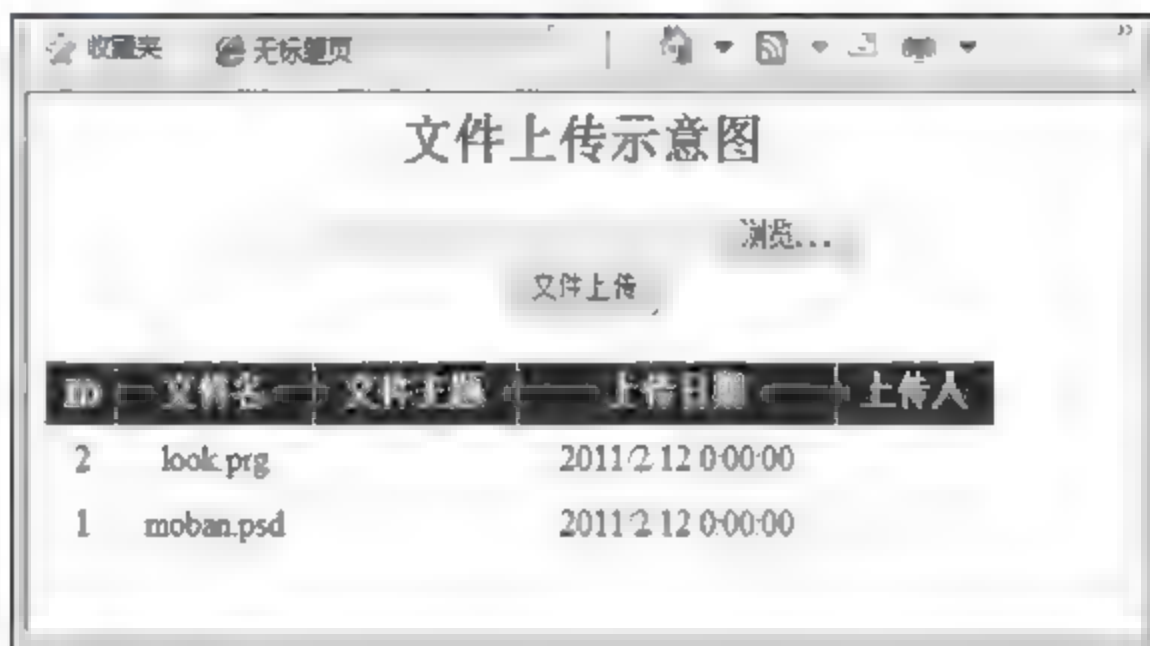 收藏夹 无标题页
文件上传示意图
浏览...
文件上传
ID 文件名 文件主题 上传日期 上传人
2 look.prg 2011/2/12 0:00:00
1 moban.psd 2011/2/12 0:00:00